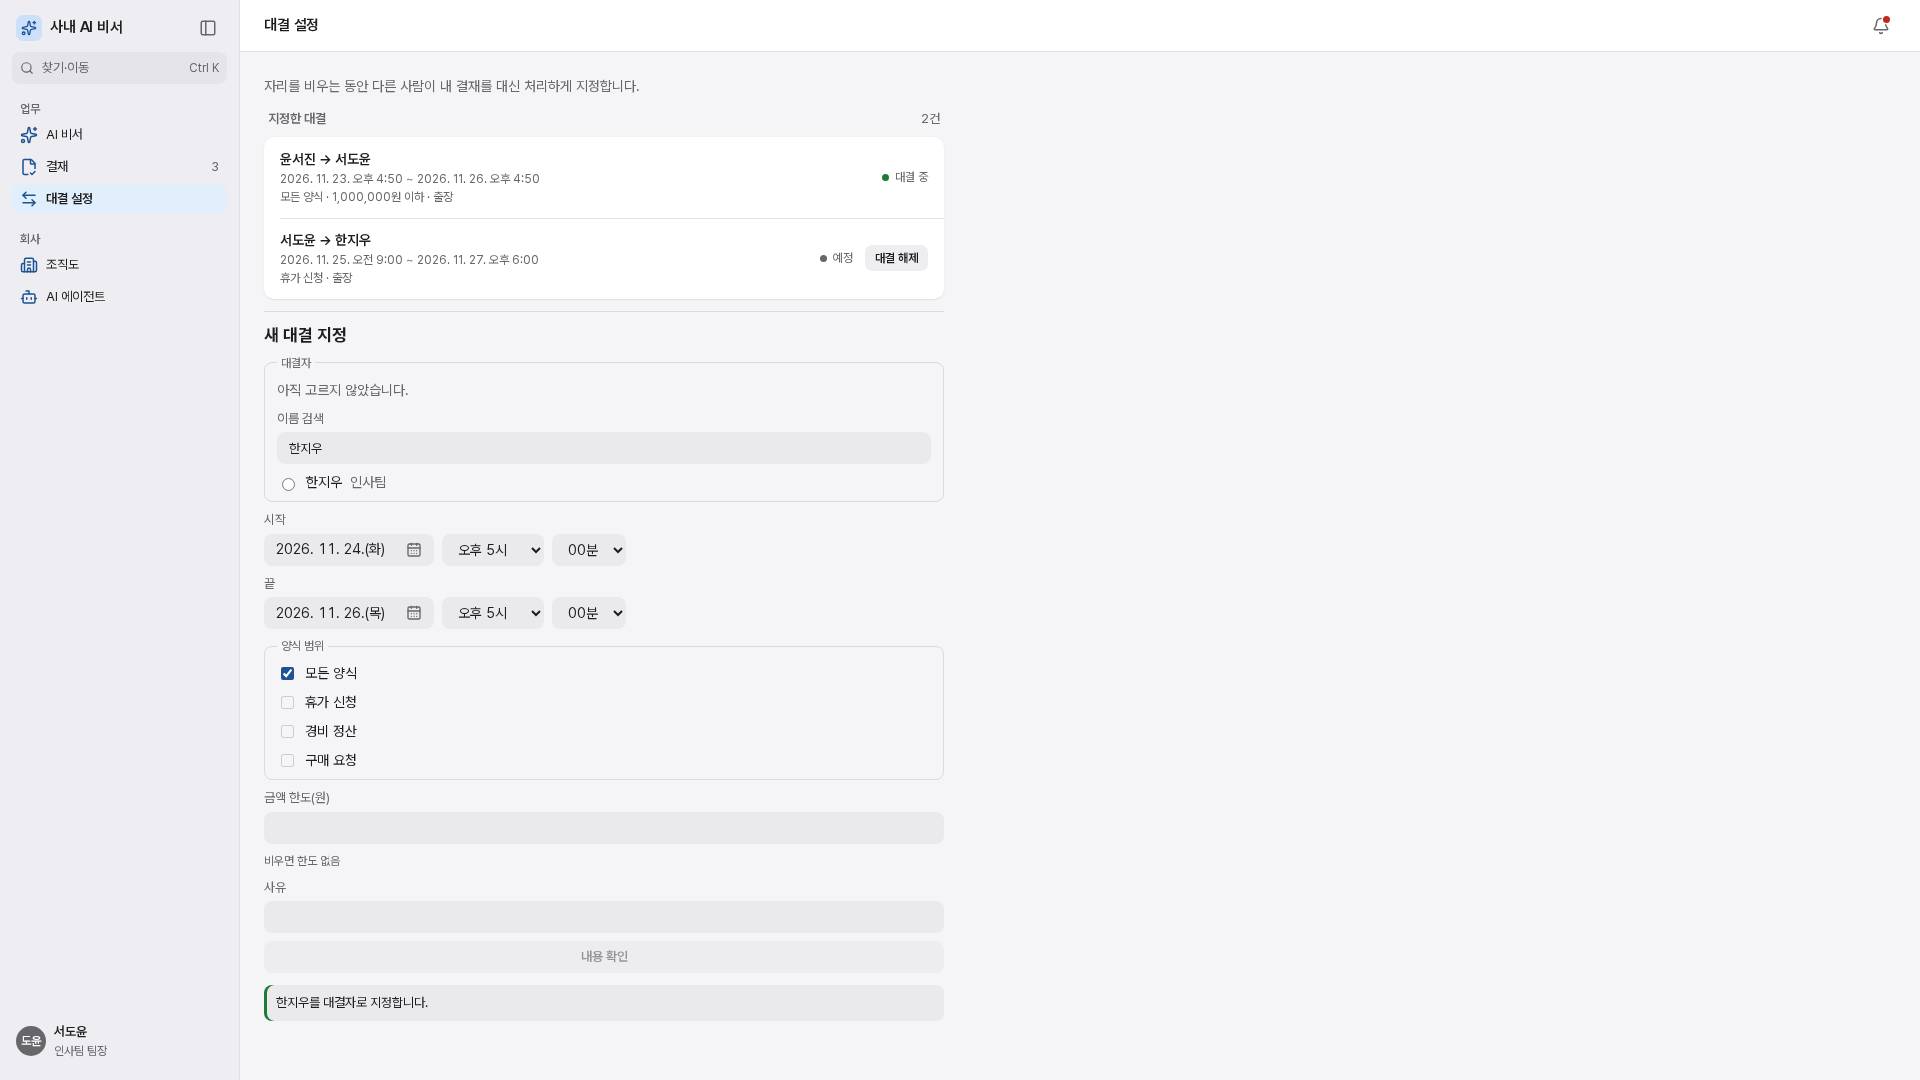 사내 AI 비서
찾기·이동 Ctrl K
업무
AI 비서
결재 3
대결 설정
회사
조직도
AI 에이전트
도윤
서도윤
인사팀 팀장
대결 설정
자리를 비우는 동안 다른 사람이 내 결재를 대신 처리하게 지정합니다.
지정한 대결 2건
윤서진 → 서도윤
2026. 11. 23. 오후 4:50 ~ 2026. 11. 26. 오후 4:50
모든 양식 · 1,000,000원 이하 · 출장
대결 중
서도윤 → 한지우
2026. 11. 25. 오전 9:00 ~ 2026. 11. 27. 오후 6:00
휴가 신청 · 출장
예정 대결 해제
새 대결 지정
대결자
아직 고르지 않았습니다.
이름 검색
한지우
한지우 인사팀
시작
2026. 11. 24.(화) 오후 5시 00분
끝
2026. 11. 26.(목) 오후 5시 00분
양식 범위
모든 양식
휴가 신청
경비 정산
구매 요청
금액 한도(원)
비우면 한도 없음
사유
내용 확인
한지우를 대결자로 지정합니다.